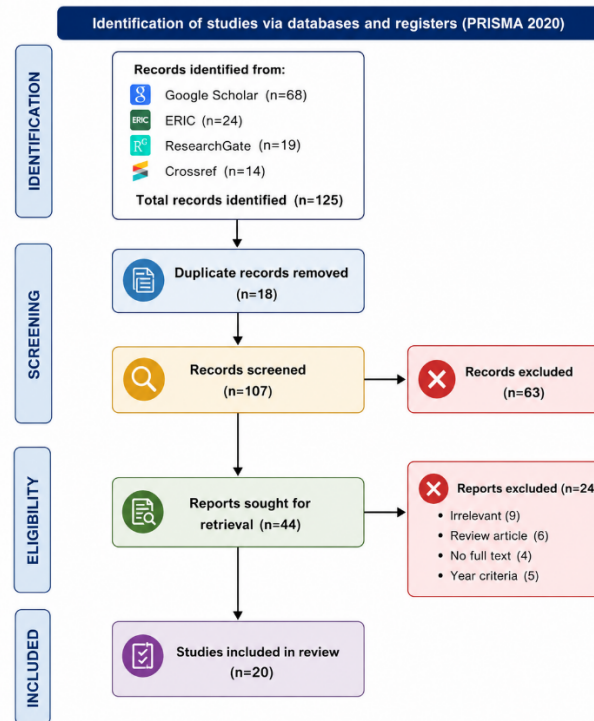 Identification of studies via databases and registers (PRISMA 2020)
IDENTIFICATION
Records identified from:
g Google Scholar (n=68)
ERIC ERIC (n=24)
RG ResearchGate (n=19)
Crossref (n=14)
Total records identified (n=125)
SCREENING
Duplicate records removed
(n=18)
Records screened
(n=107)
Records excluded
(n=63)
ELIGIBILITY
Reports sought for
retrieval (n=44)
Reports excluded (n=24
• Irrelevant (9)
• Review article (6)
• No full text (4)
• Year criteria (5)
INCLUDED
Studies included in review
(n=20)